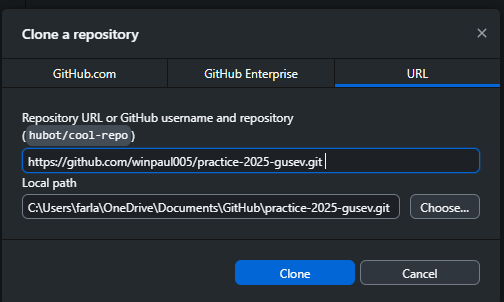 Clone a repository
GitHub.com
GitHub Enterprise
URL
Repository URL or GitHub username and repository
(hubot/cool-repo)
https://github.com/winpaul005/practice-2025-gusev.git
Local path
C:\Users\farla\OneDrive\Documents\GitHub\practice-2025-gusev.git
Choose...
Clone
Cancel